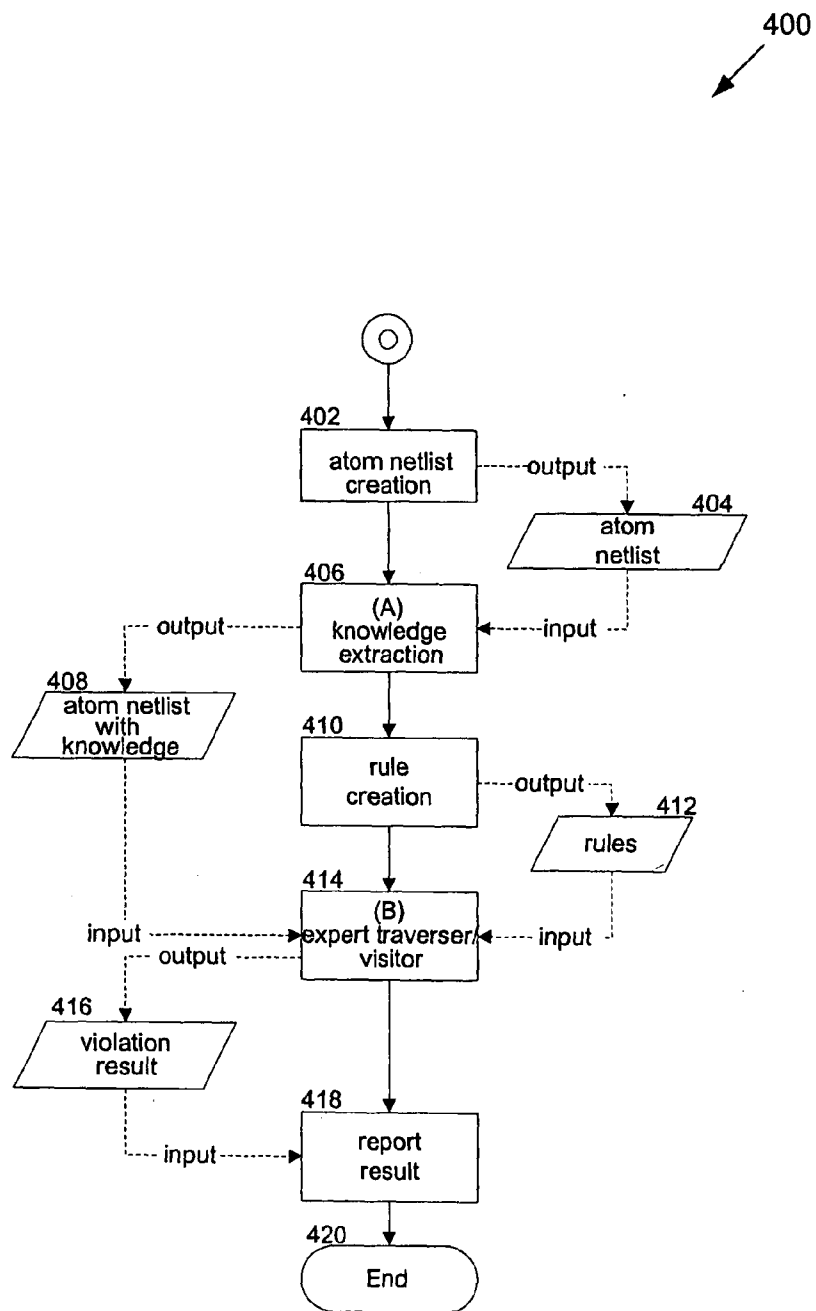 400
402
atom netlist
creation
output
404
atom
netlist
406
(A)
knowledge
extraction
output
input
408
atom netlist
with
knowledge
410
rule
creation
output
412
rules
414
(B)
expert traverser/
visitor
input
input
output
416
violation
result
418
report
result
input
420
End